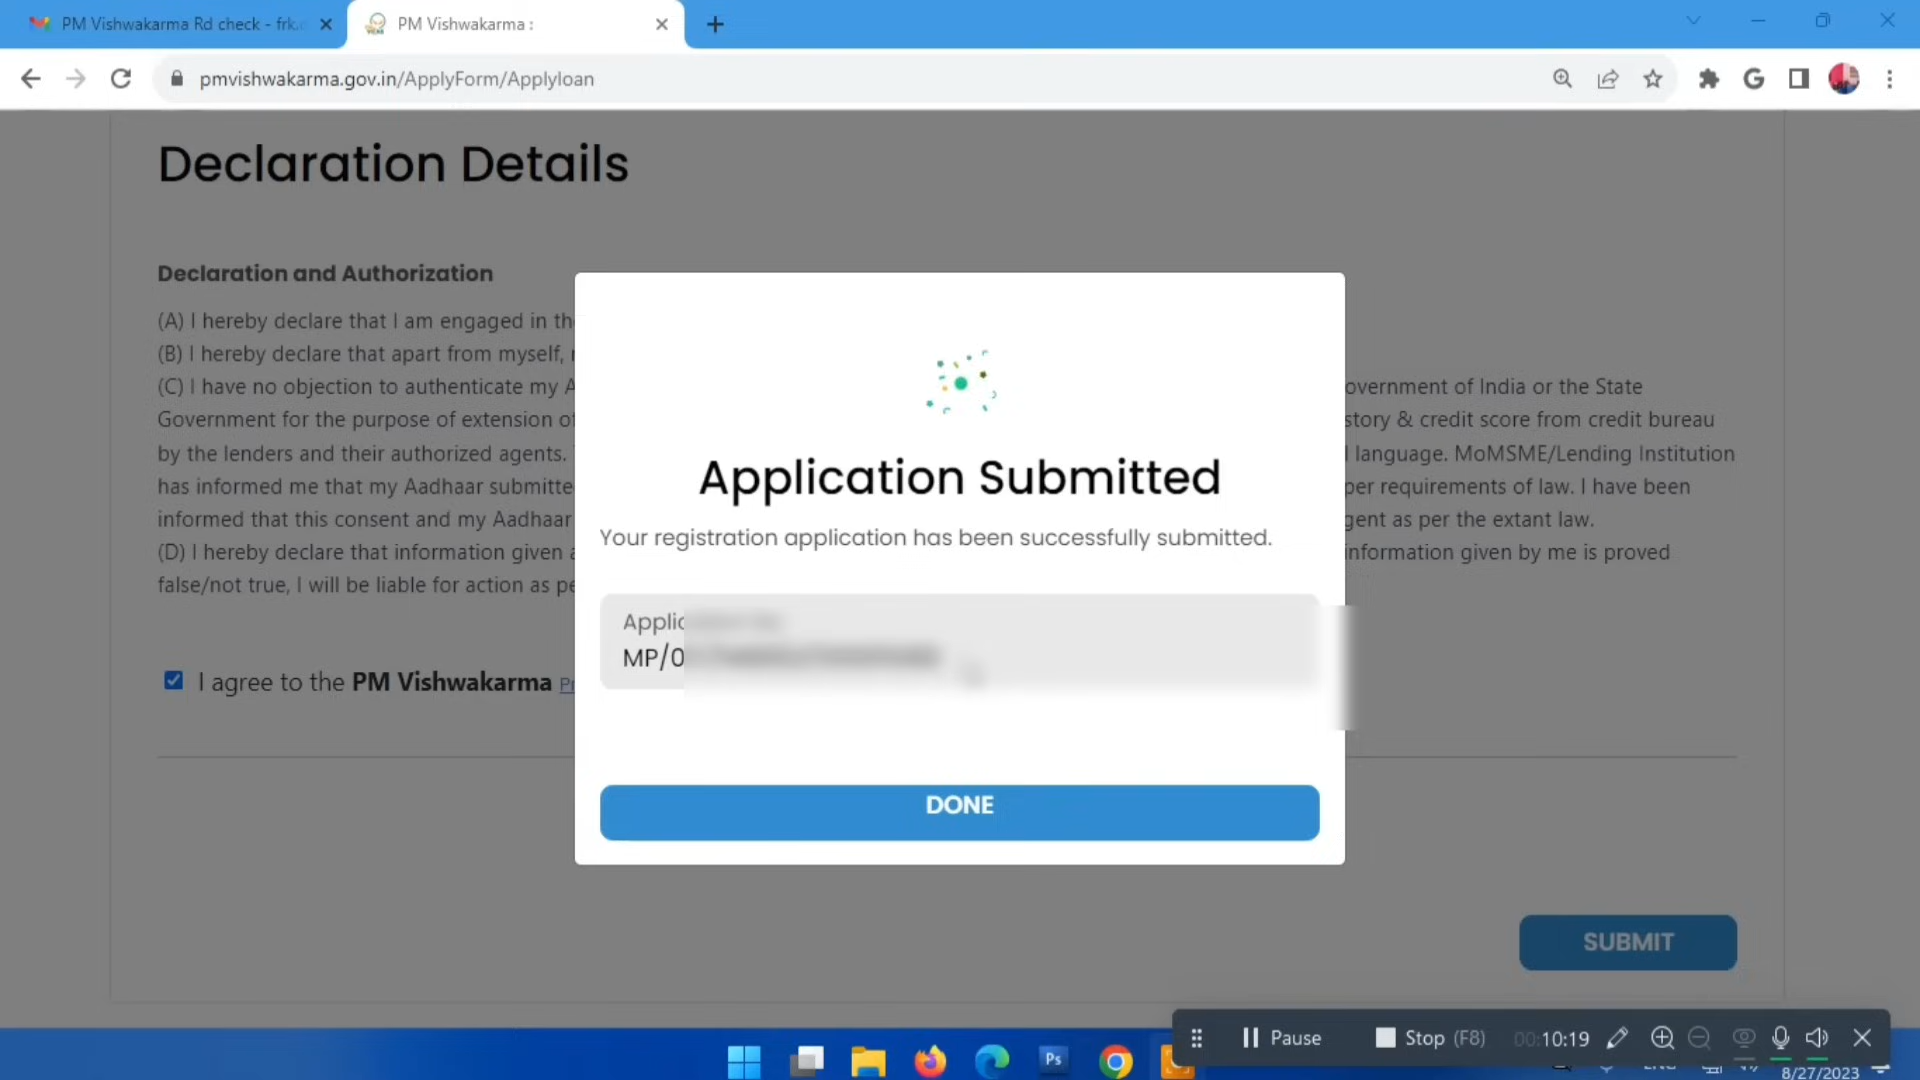 PM Vishwakarma Rd check - frk.
PM Vishwakarma :
pmvishwakarma.gov.in/ApplyForm/Applyloan
Declaration Details
Declaration and Authorization
(A) I hereby declare that I am engaged in
(B) I hereby declare that apart from myself,
(C) I have no objection to authenticate my
overnment of India or the State
Government for the purpose of extension
story & credit score from credit bureau
by the lenders and their authorized agents.
language. MoMSME/Lending Institution
has informed me that my Aadhaar submitte
per requirements of law. I have been
informed that this consent and my Aadhaar
gent as per the extant law.
(D) I hereby declare that information given
information given by me is proved
false/not true, I will be liable for action as
I agree to the PM Vishwakarma
Application Submitted
Your registration application has been successfully submitted.
Applic
MP/0
DONE
SUBMIT
Pause
Stop (F8)
00:10:19
Ps
8/27/2023